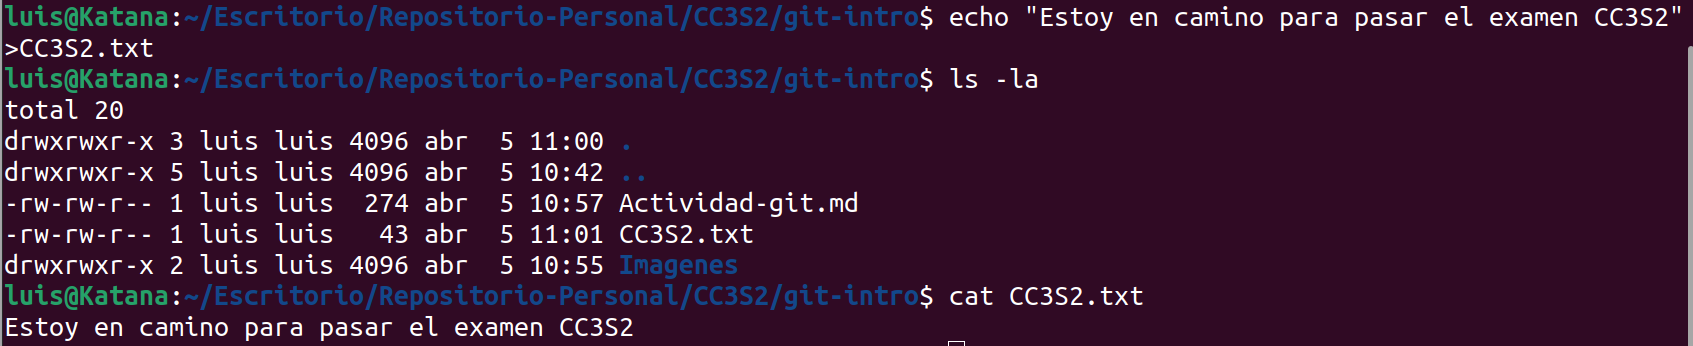 luis@Katana:~/Escritorio/Repositorio-Personal/CC3S2/git-intro$ echo "Estoy en camino para pasar el examen CC3S2"
>CC3S2.txt
luis@Katana:~/Escritorio/Repositorio-Personal/CC3S2/git-intro$ ls -la
total 20
drwxrwxr-x 3 luis luis 4096 abr  5 11:00 .
drwxrwxr-x 5 luis luis 4096 abr  5 10:42 ..
-rw-rw-r-- 1 luis luis  274 abr  5 10:57 Actividad-git.md
-rw-rw-r-- 1 luis luis   43 abr  5 11:01 CC3S2.txt
drwxrwxr-x 2 luis luis 4096 abr  5 10:55 Imagenes
luis@Katana:~/Escritorio/Repositorio-Personal/CC3S2/git-intro$ cat CC3S2.txt
Estoy en camino para pasar el examen CC3S2